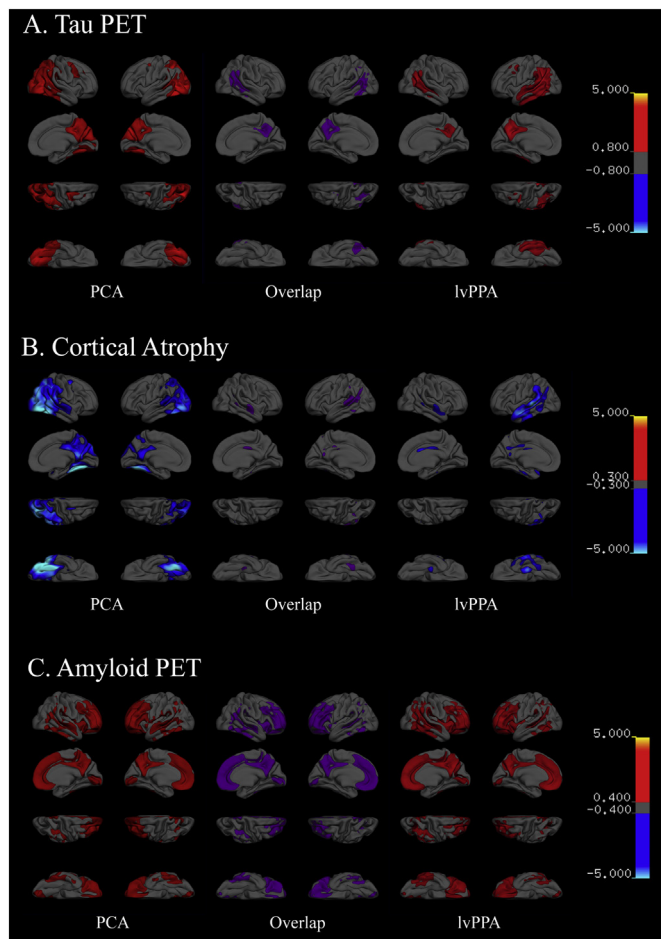 A. Tau PET
5.000
0.800
-0.800
-5.000
PCA Overlap lvPPA
B. Cortical Atrophy
5.000
0.300
-0.300
-5.000
PCA Overlap lvPPA
C. Amyloid PET
5.000
0.400
-0.400
-5.000
PCA Overlap lvPPA